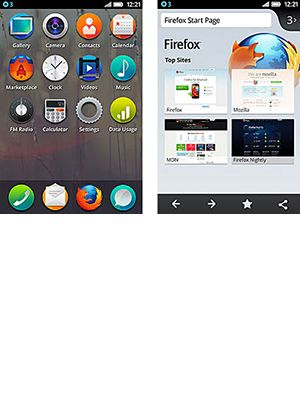 3
12:21
Gallery
Camera
Contacts
Calendar
Marketplace
Clock
Videos
Music
FM Radio
Calculator
Settings
Data Usage
3
12:21
Firefox Start Page
3>
Firefox
Top Sites
Firefox
Mozilla
MDN
Firefox Nightly